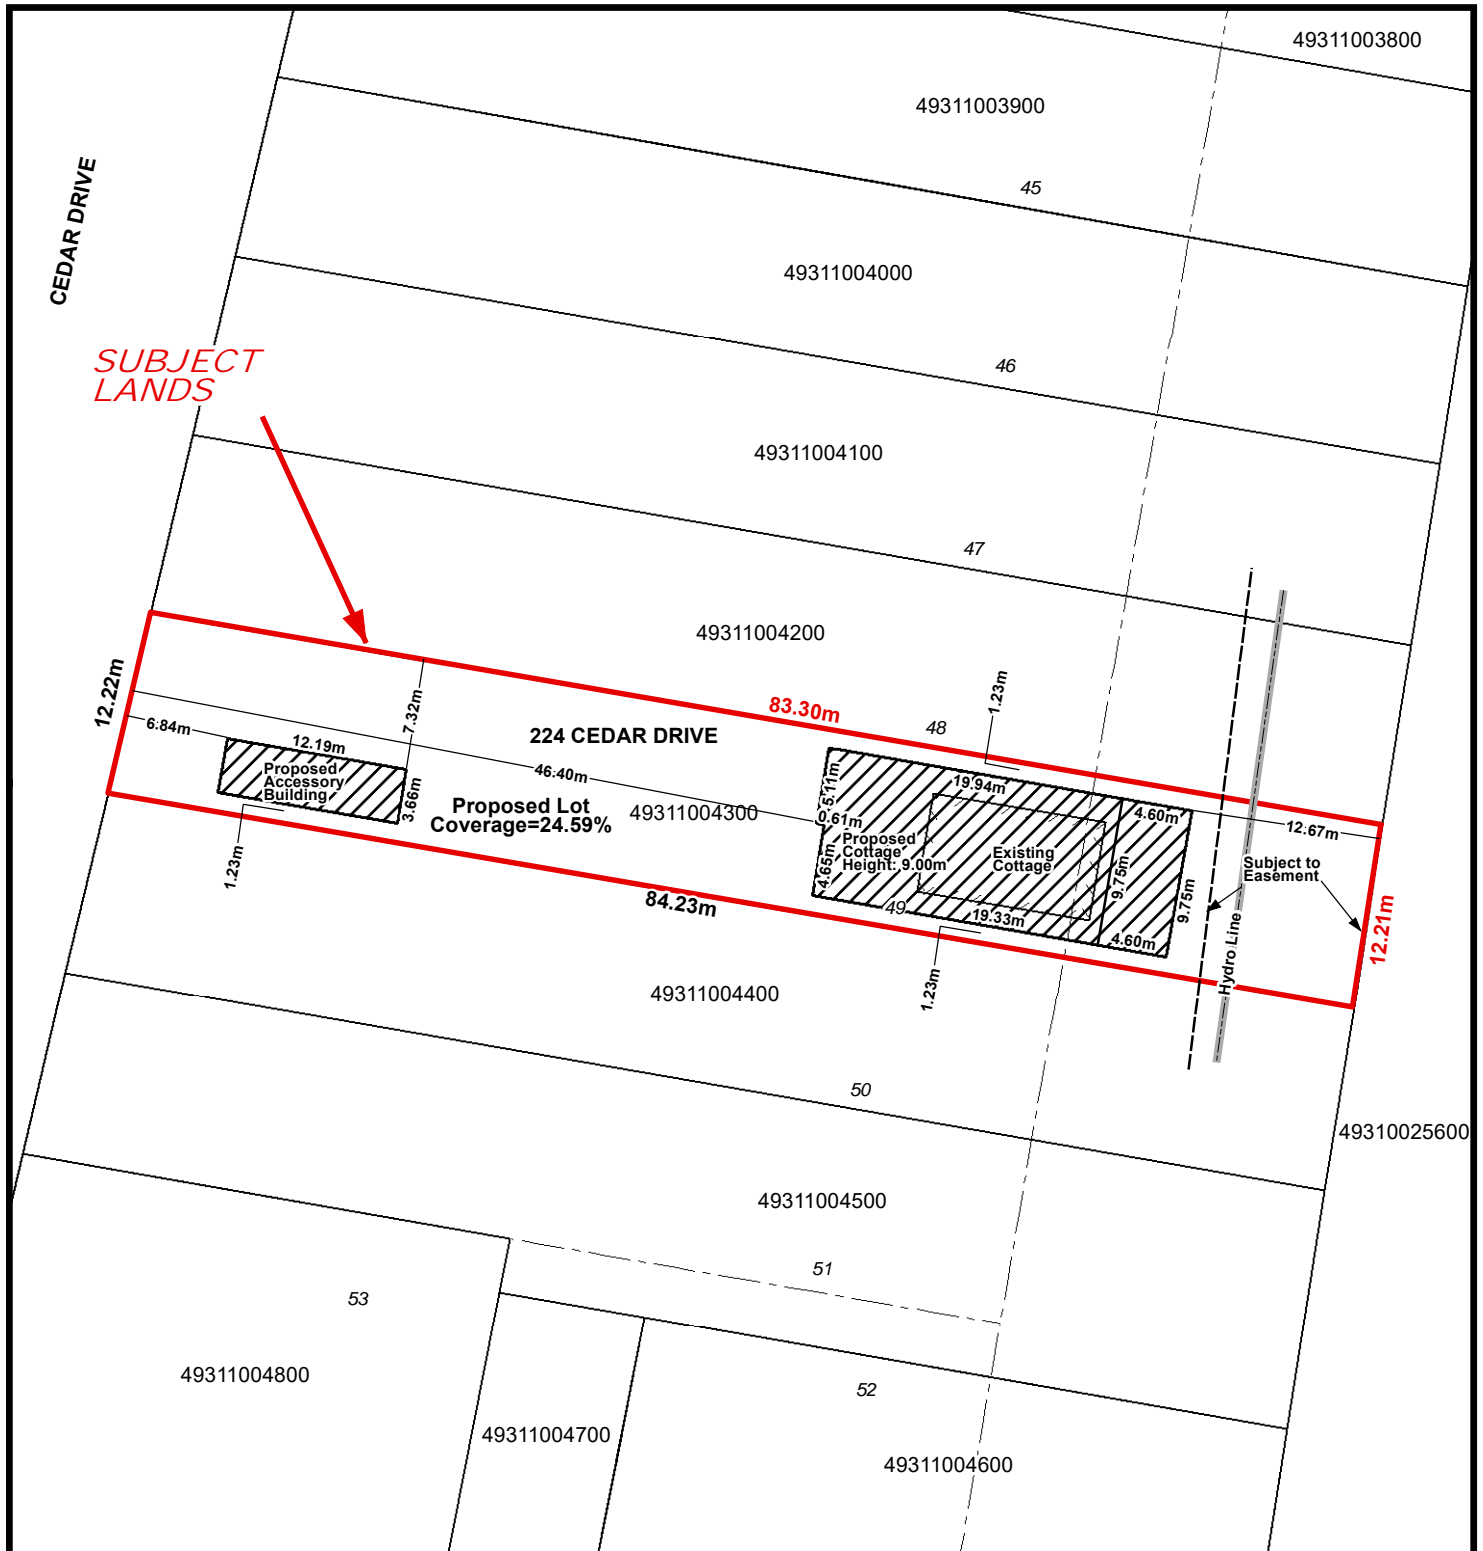 49311003800
49311003900
CEDAR DRIVE
45
49311004000
SUBJECT
LANDS
46
49311004100
47
49311004200
12.22m
83.30m
1.23m
48
6.84m
12.19m
7.32m
224 CEDAR DRIVE
46.40m
Proposed
Accessory
Building
3.66m
Proposed Lot
Coverage=24.59%
49311004300
5.11m
0.61m
19.94m
4.60m
12.67m
Proposed
Cottage
Height: 9.00m
4.65m
Existing
Cottage
9.75m
9.75m
Subject to
Easement
1.23m
84.23m
49
19.33m
4.60m
Hydro Line
12.21m
1.23m
49311004400
50
49310025600
49311004500
51
53
49311004800
52
49311004700
49311004600